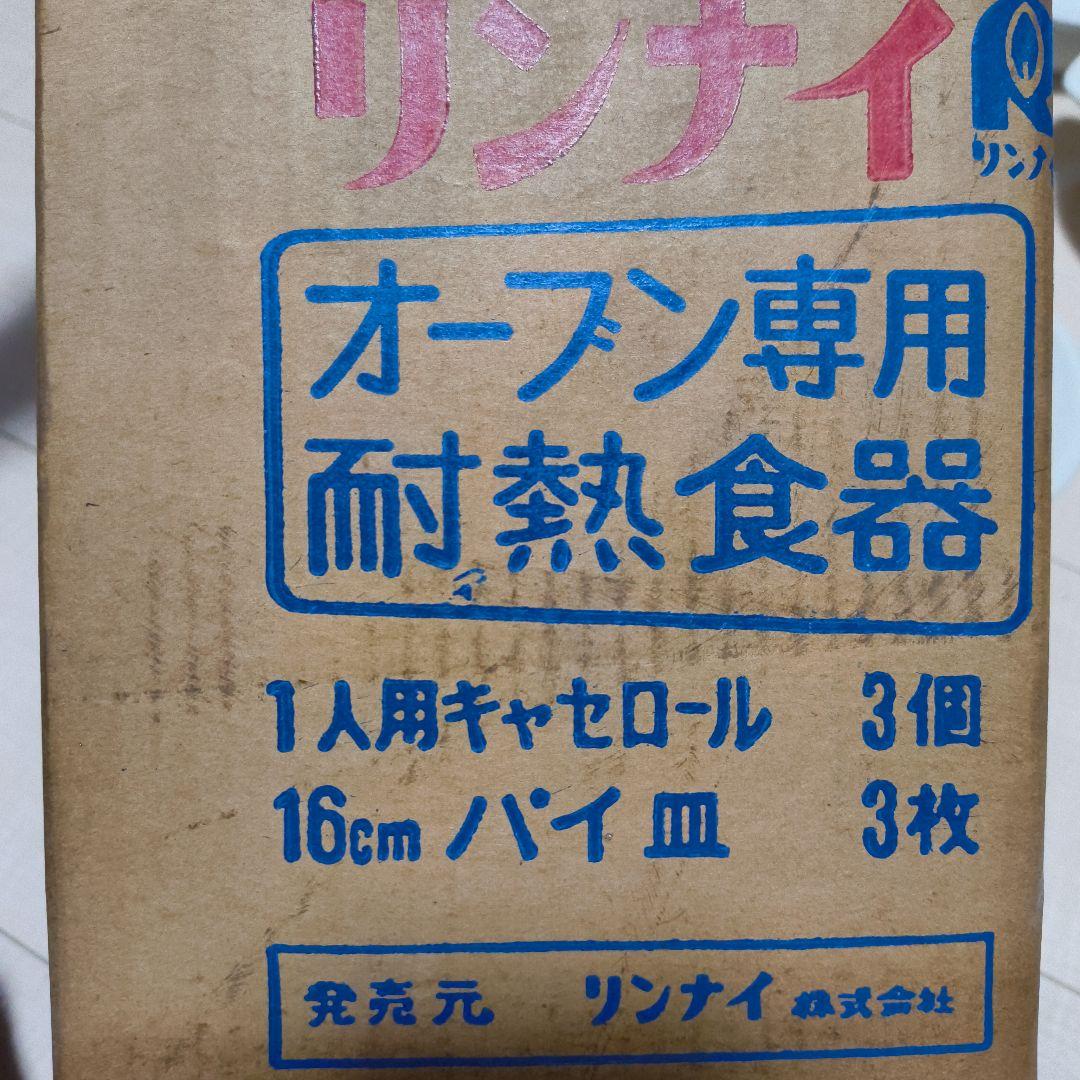 リンナイ
リンナイ
オーブン専用
耐熱食器
1人用キャセロール 3個
16cm パイ皿 3枚
発売元 リンナイ株式会社